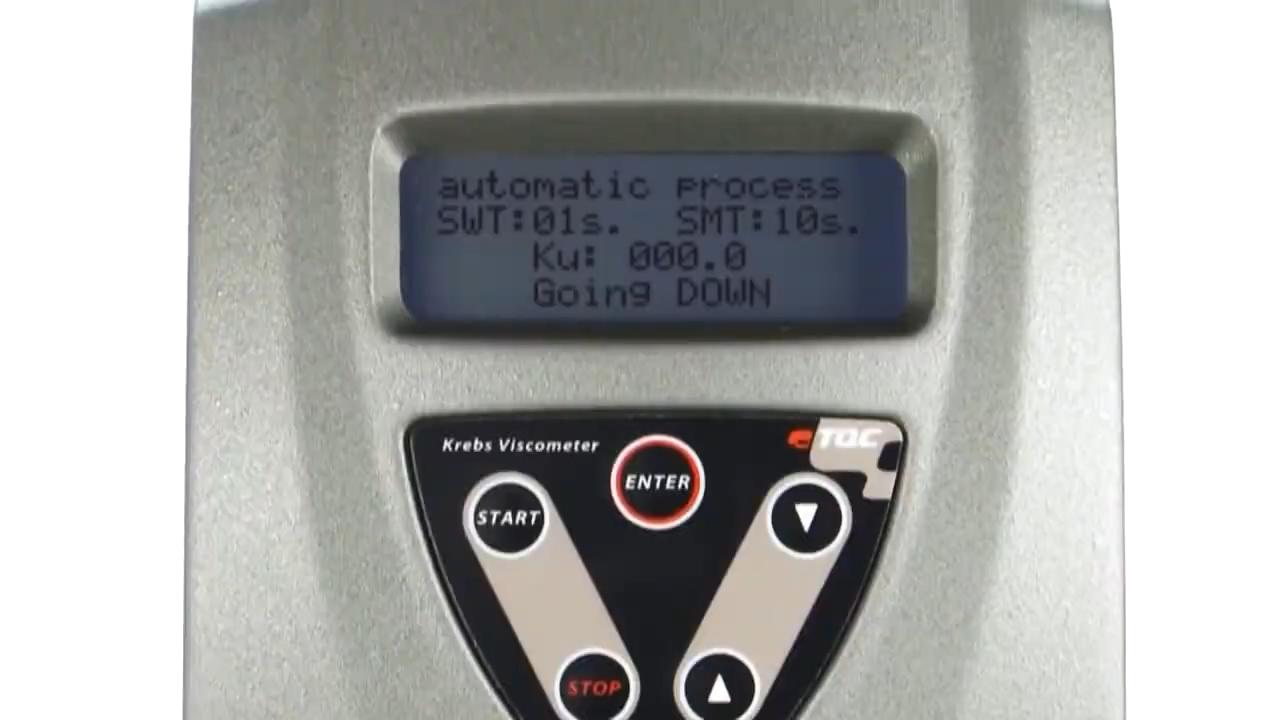 automatic process
SWT:01s. SMT:10s.
Ku: 000.0
Going DOWN
Krebs Viscometer
TQC
ENTER
START
STOP